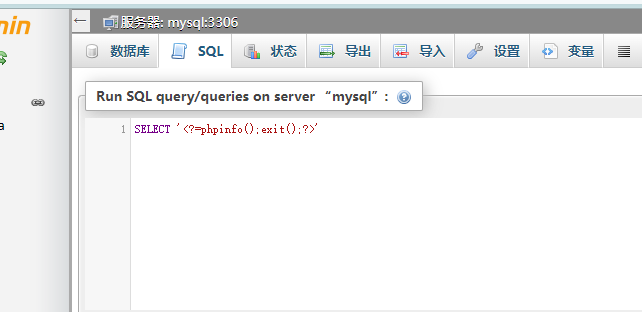 nin
← 服务器: mysql:3306
数据库 SQL 状态 导出 导入 设置 变量
a
Run SQL query/queries on server “mysql”:
1 SELECT '<?=phpinfo();exit();?>'